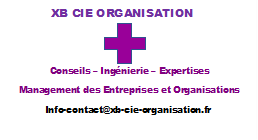 XB CIE ORGANISATION
Conseils – Ingénierie – Expertises
Management des Entreprises et Organisations
Info-contact@xb-cie-organisation.fr